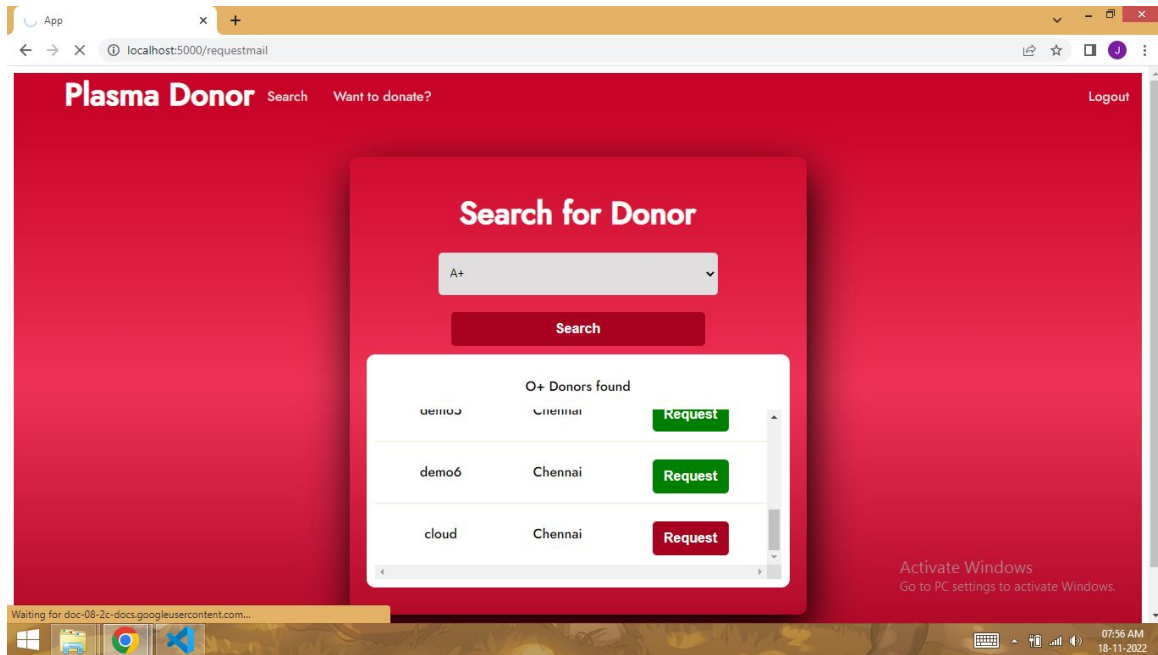 App
localhost:5000/requestmail
J
Plasma Donor Search Want to donate? Logout
Search for Donor
A+
Search
O+ Donors found
demo5 Chennai Request
demo6 Chennai Request
cloud Chennai Request
Activate Windows
Go to PC settings to activate Windows.
Waiting for doc-08-2c-docs.googleusercontent.com...
07:56 AM
18-11-2022